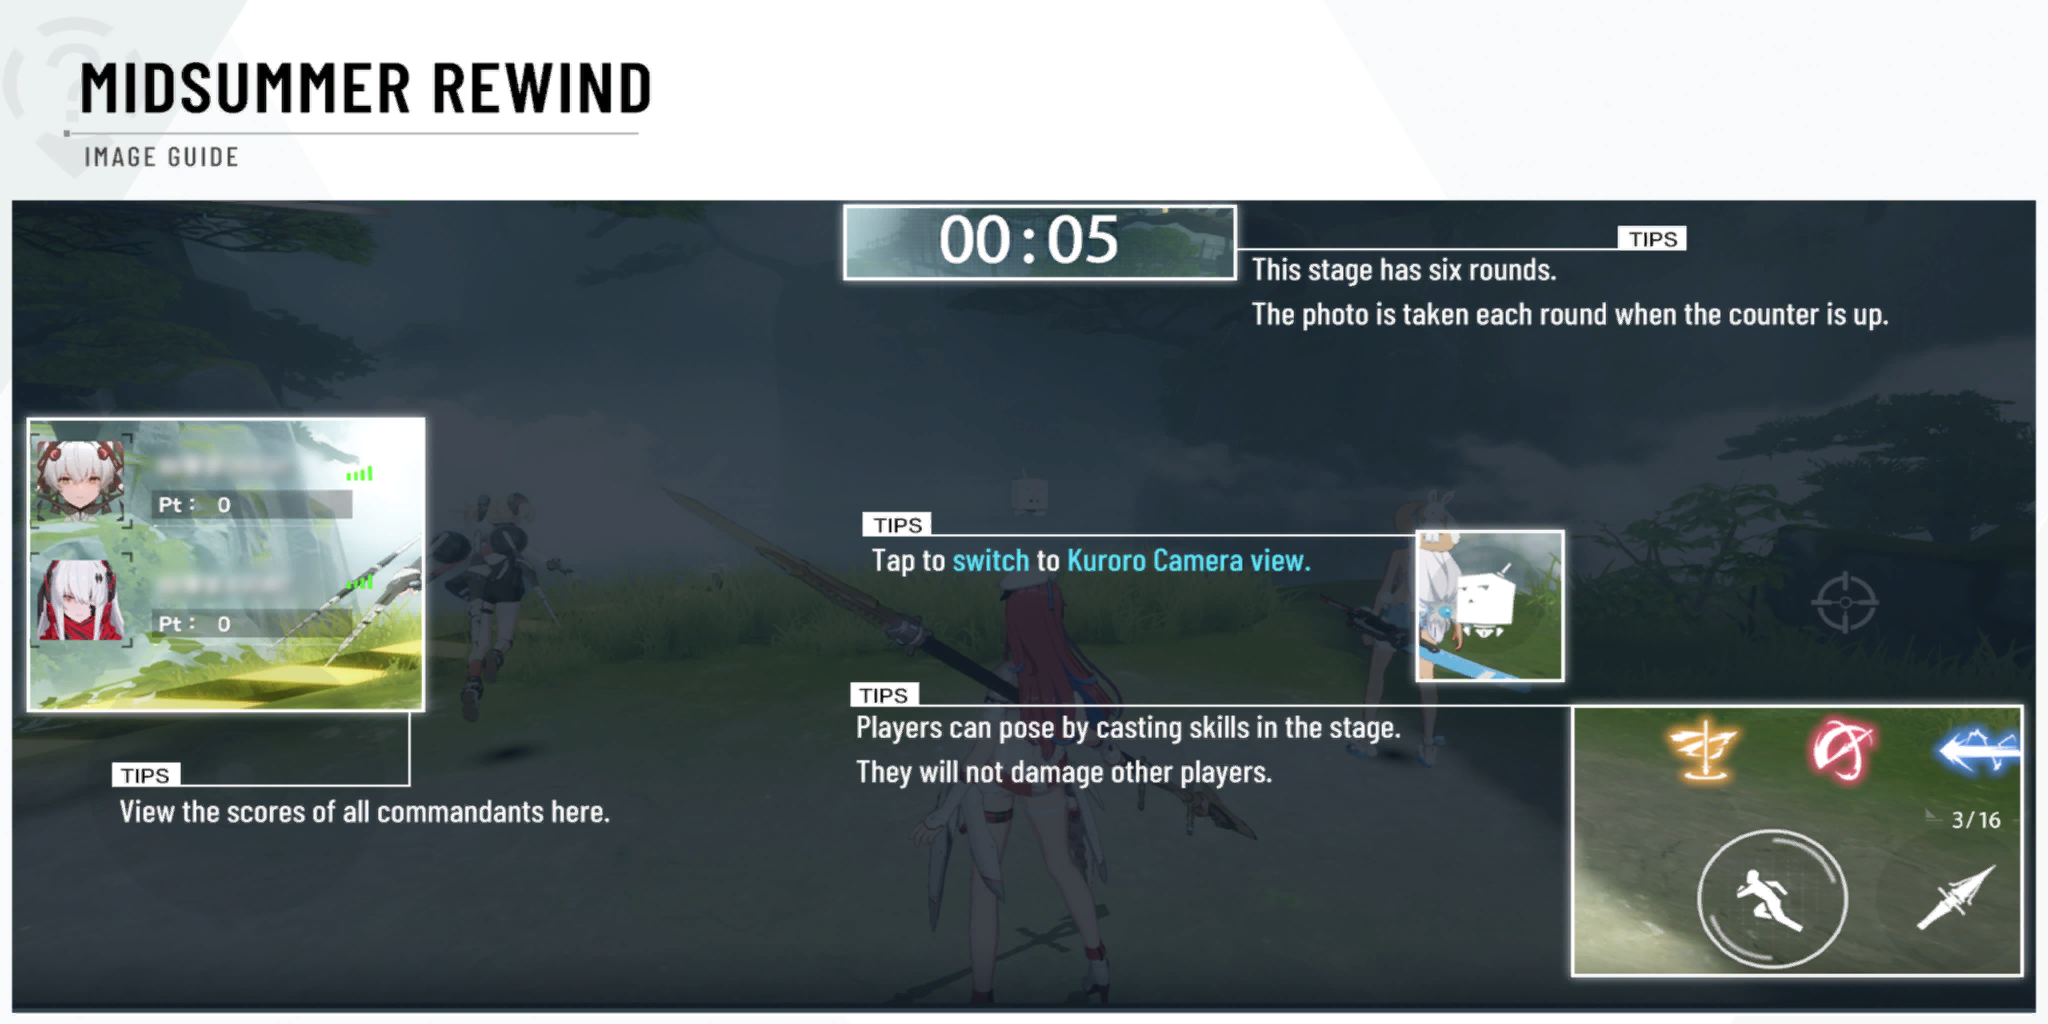 MIDSUMMER REWIND
IMAGE GUIDE
00:05
TIPS
This stage has six rounds.
The photo is taken each round when the counter is up.
Pt : 0
Pt : 0
TIPS
View the scores of all commandants here.
TIPS
Tap to switch to Kuroro Camera view.
TIPS
Players can pose by casting skills in the stage.
They will not damage other players.
3/16